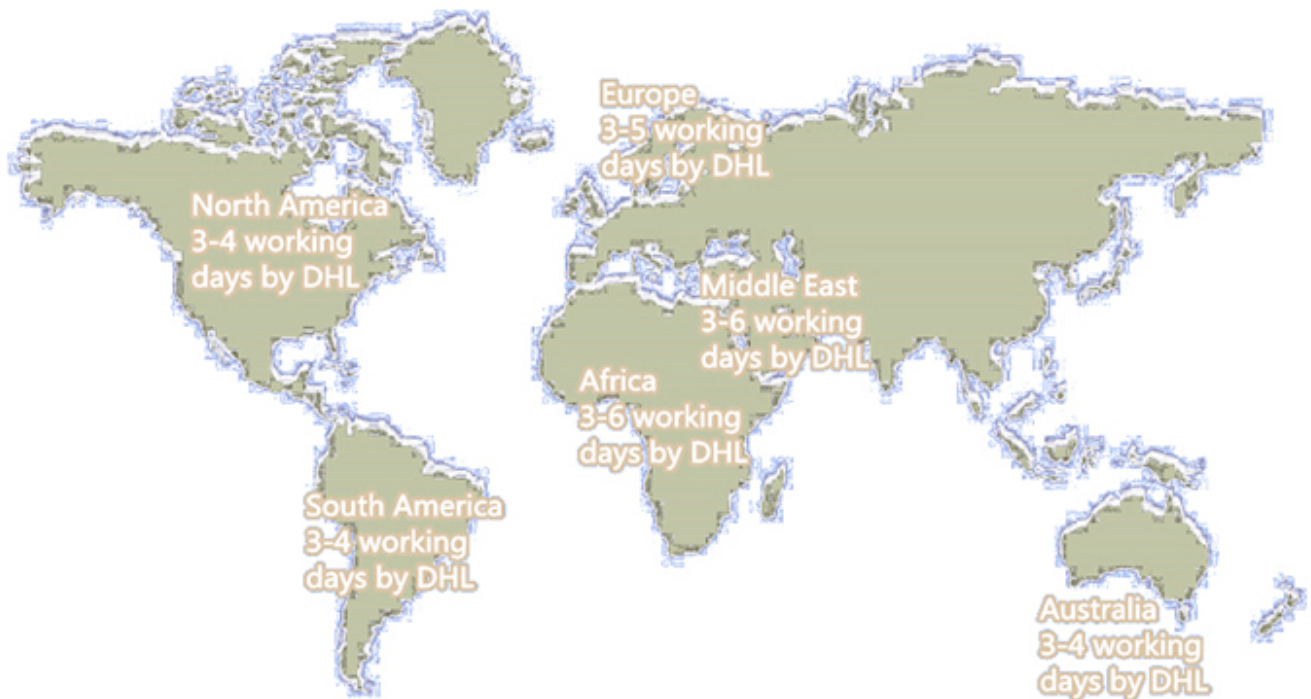 Europe
3-5 working
days by DHL
North America
3-4 working
days by DHL
Middle East
3-6 working
days by DHL
Africa
3-6 working
days by DHL
South America
3-4 working
days by DHL
Australia
3-4 working
days by DHL